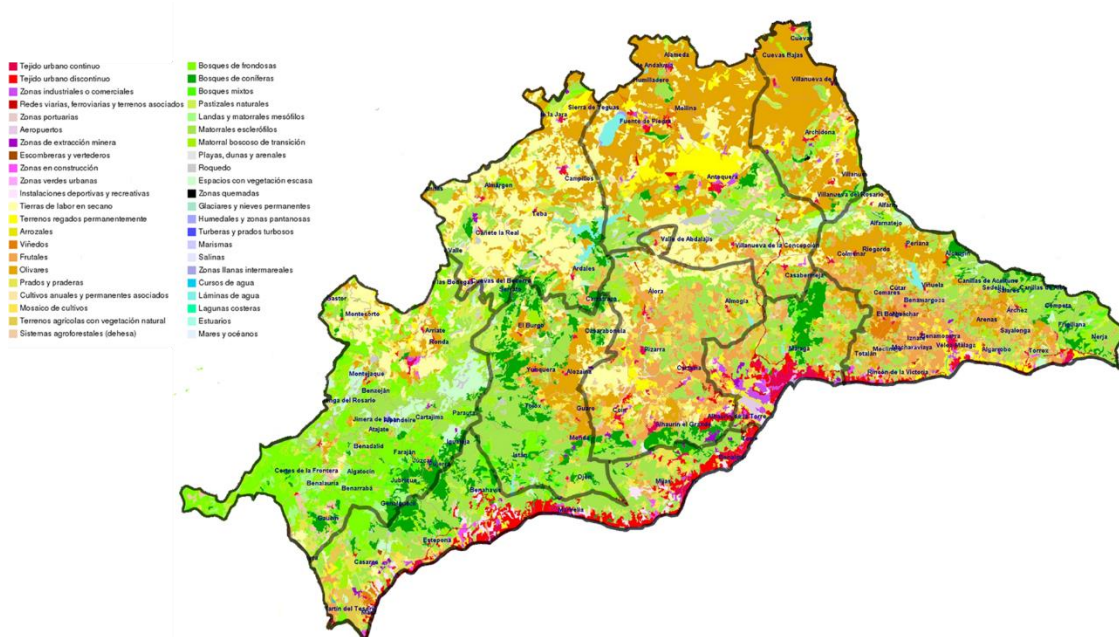 Tejido urbano continuo
Tejido urbano discontinuo
Zonas industriales o comerciales
Redes viarias, ferroviarias y terrenos asociados
Zonas portuarias
Aeropuertos
Zonas de extracción minera
Escombreras y vertederos
Zonas en construcción
Zonas verdes urbanas
Instalaciones deportivas y recreativas
Tierras de labor en secano
Terrenos regados permanentemente
Arrozales
Viñedos
Frutales
Olivares
Prados y praderas
Cultivos anuales y permanentes asociados
Mosaico de cultivos
Terrenos agrícolas con vegetación natural
Sistemas agroforestales (dehesa)
Bosques de frondosas
Bosques de coníferas
Bosques mixtos
Pastizales naturales
Landas y matorrales mesófilos
Matorrales esclerófilos
Matorral boscoso de transición
Playas, dunas y arenales
Roquedo
Espacios con vegetación escasa
Zonas quemadas
Glaciares y nieves permanentes
Humedales y zonas pantanosas
Turberas y prados turbosos
Marismas
Salinas
Zonas llanas intermareales
Cursos de agua
Láminas de agua
Lagunas costeras
Estuarios
Mares y océanos
Cuevas
Alameda
Cuevas Bajas
Humilladero
Villanueva de
Sierra de Yeguas
Mollina
Fuente de Piedra
de la Jara
Archidona
Antequera
Campillos
Almargen
Villanueva del Rosario
Teba
Alfarnatejo
Cañete la Real
Valle de Abdalajís
Villanueva de la Concepción
Periana
Riogordo
Colmenar
Ardales
Casabermeja
Cuevas del Becerro
Viñuela
Canillas de Aceituno
Cútar
Sedella
Comares
Álora
Carratraca
Benamargosa
Almogía
Cómpeta
Montecorto
Árchez
El Burgo
Arenas
Frigiliana
Sayalonga
Arriate
Casarabonela
Ronda
Iznate
Benamocarra
Nerja
Macharaviaya
Málaga
Pizarra
Algarrobo
Torrox
Totalán
Yunquera
Alozaina
Cártama
Rincón de la Victoria
Montejaque
Benaoján
Tolox
Guaro
Coín
Parauta
Cartajima
Alhaurín de la Torre
Alhaurín el Grande
Atajate
Monda
Benadalid
Faraján
Igualeja
Istán
Cortes de la Frontera
Algatocín
Ojén
Mijas
Jubrique
Benalauría
Benarrabá
Benahavís
Genalguacil
Marbella
Gaucín
Estepona
Casares